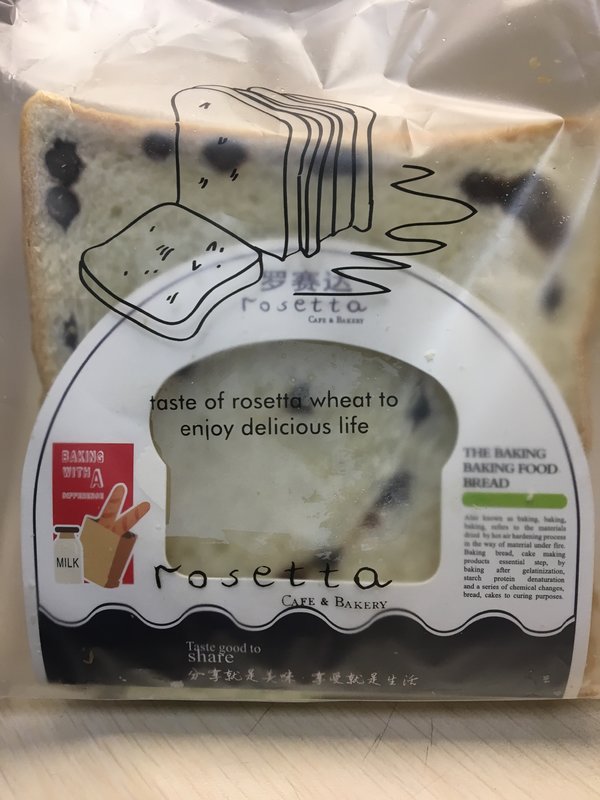 罗赛达
rosetta
CAFE & BAKERY
taste of rosetta wheat to
enjoy delicious life
BAKING
WITH A
DIFFERENCE
MILK
THE BAKING
BAKING FOOD
BREAD
Also known as baking, baking,
baking, refers to the materials
dried by hot air hardening process
in the way of material under fire.
Baking bread, cake making
products essential step, by
baking after gelatinization,
starch protein denaturation
and a series of chemical changes,
bread, cakes to curing purposes.
rosetta
CAFE & BAKERY
Taste good to
share
分享就是美味 享受就是生活